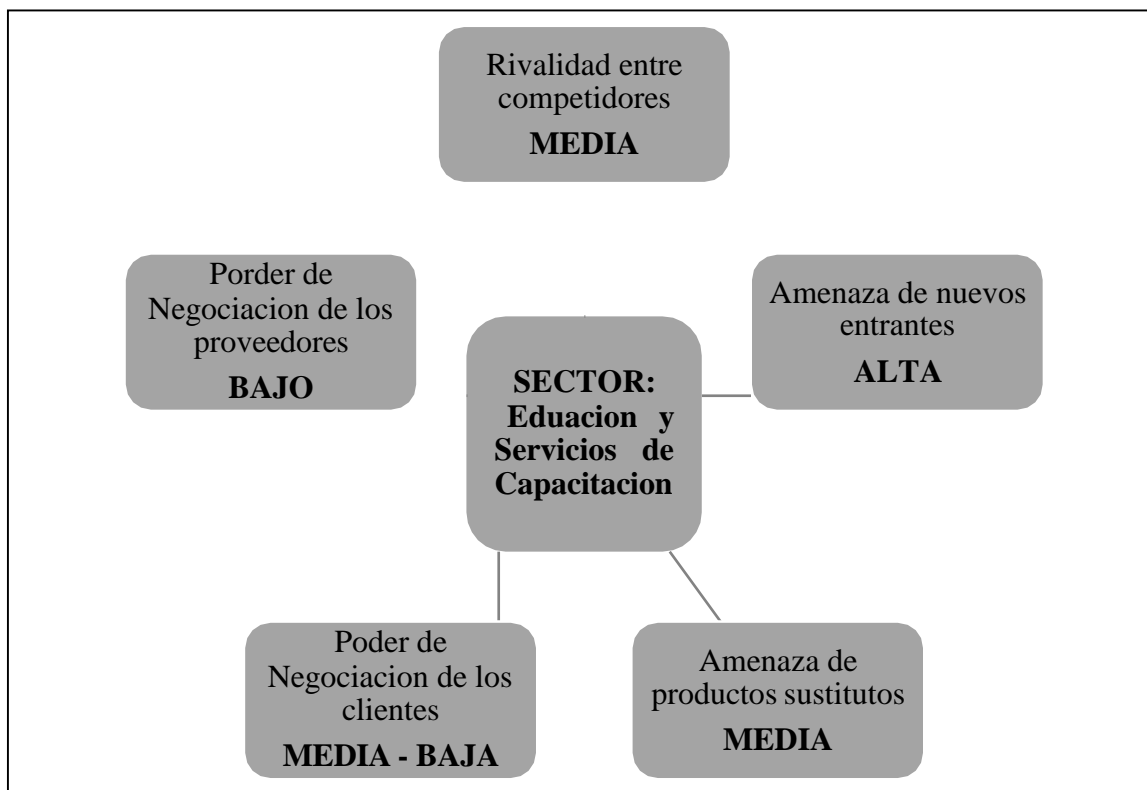 Rivalidad entre
competidores
MEDIA
Porder de
Negociacion de los
proveedores
BAJO
Amenaza de nuevos
entrantes
ALTA
SECTOR:
Eduacion y
Servicios de
Capacitacion
Poder de
Negociacion de los
clientes
MEDIA - BAJA
Amenaza de
productos sustitutos
MEDIA